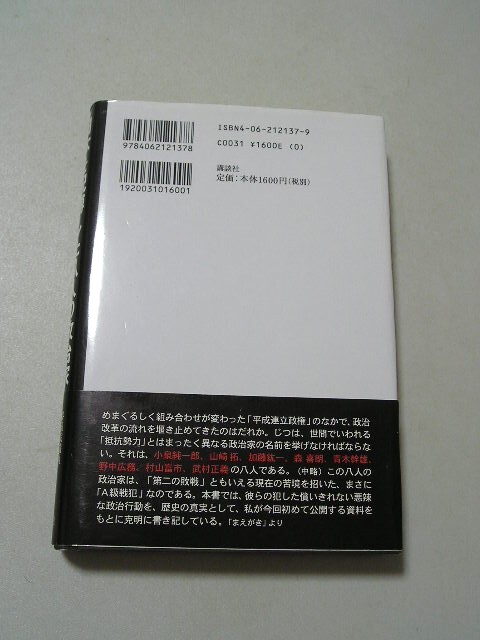 ISBN4-06-212137-9
C0031 ¥1600E (0)
9784062121378
講談社
定価:本体1600円(税別)
1920031016001
めまぐるしく組み合わせが変わった「平成連立政権」のなかで、政治
改革の流れを堰き止めてきたのはだれか。じつは、世間でいわれる
「抵抗勢力」とはまったく異なる政治家の名前を挙げなければならな
い。それは、小泉純一郎、山崎 拓、加藤紘一、森 喜朗、青木幹雄、
野中広務、村山富市、武村正義の八人である。(中略)この八人の
政治家は、「第二の敗戦」ともいえる現在の苦境を招いた、まさに
「A級戦犯」なのである。本書では、彼らの犯した償いきれない悪辣
な政治行動を、歴史の真実として、私が今回初めて公開する資料を
もとに克明に書き記している。「まえがき」より